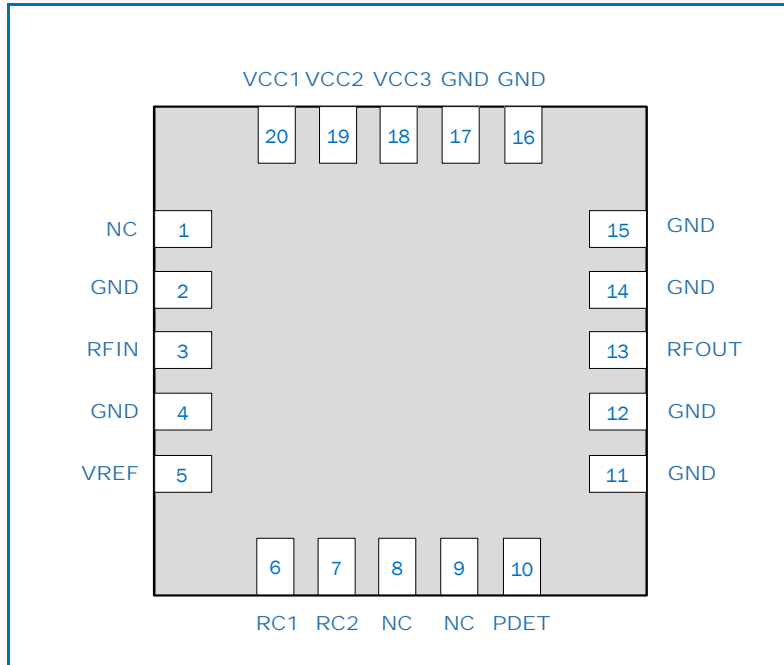 VCC1 VCC2 VCC3 GND GND
20 19 18 17 16
NC 1 15 GND
GND 2 14 GND
RFIN 3 13 RFOUT
GND 4 12 GND
VREF 5 11 GND
6 7 8 9 10
RC1 RC2 NC NC PDET